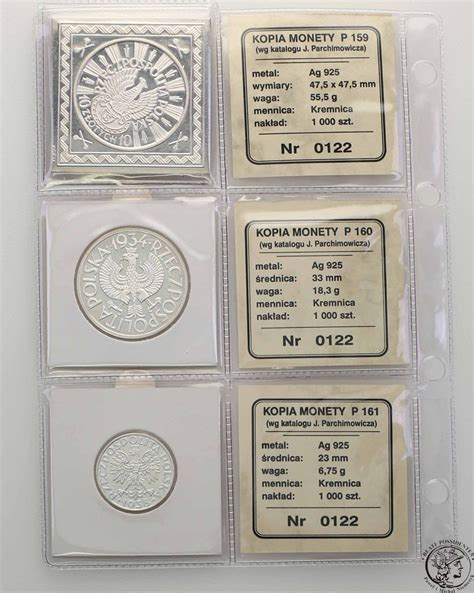 KOPIA MONETY P 159
(wg katalogu J. Parchimowicza)
metal: Ag 925
wymiary: 47,5 x 47,5 mm
waga: 55,5 g
mennica: Kremnica
nakład: 1 000 szt.
Nr 0122
POLSKA·1934·RZECZPOSPOLITA
KOPIA MONETY P 160
(wg katalogu J. Parchimowicza)
metal: Ag 925
średnica: 33 mm
waga: 18,3 g
mennica: Kremnica
nakład: 1 000 szt.
Nr 0122
KOPIA MONETY P 161
(wg katalogu J. Parchimowicza)
metal: Ag 925
średnica: 23 mm
waga: 6,75 g
mennica: Kremnica
nakład: 1 000 szt.
Nr 0122